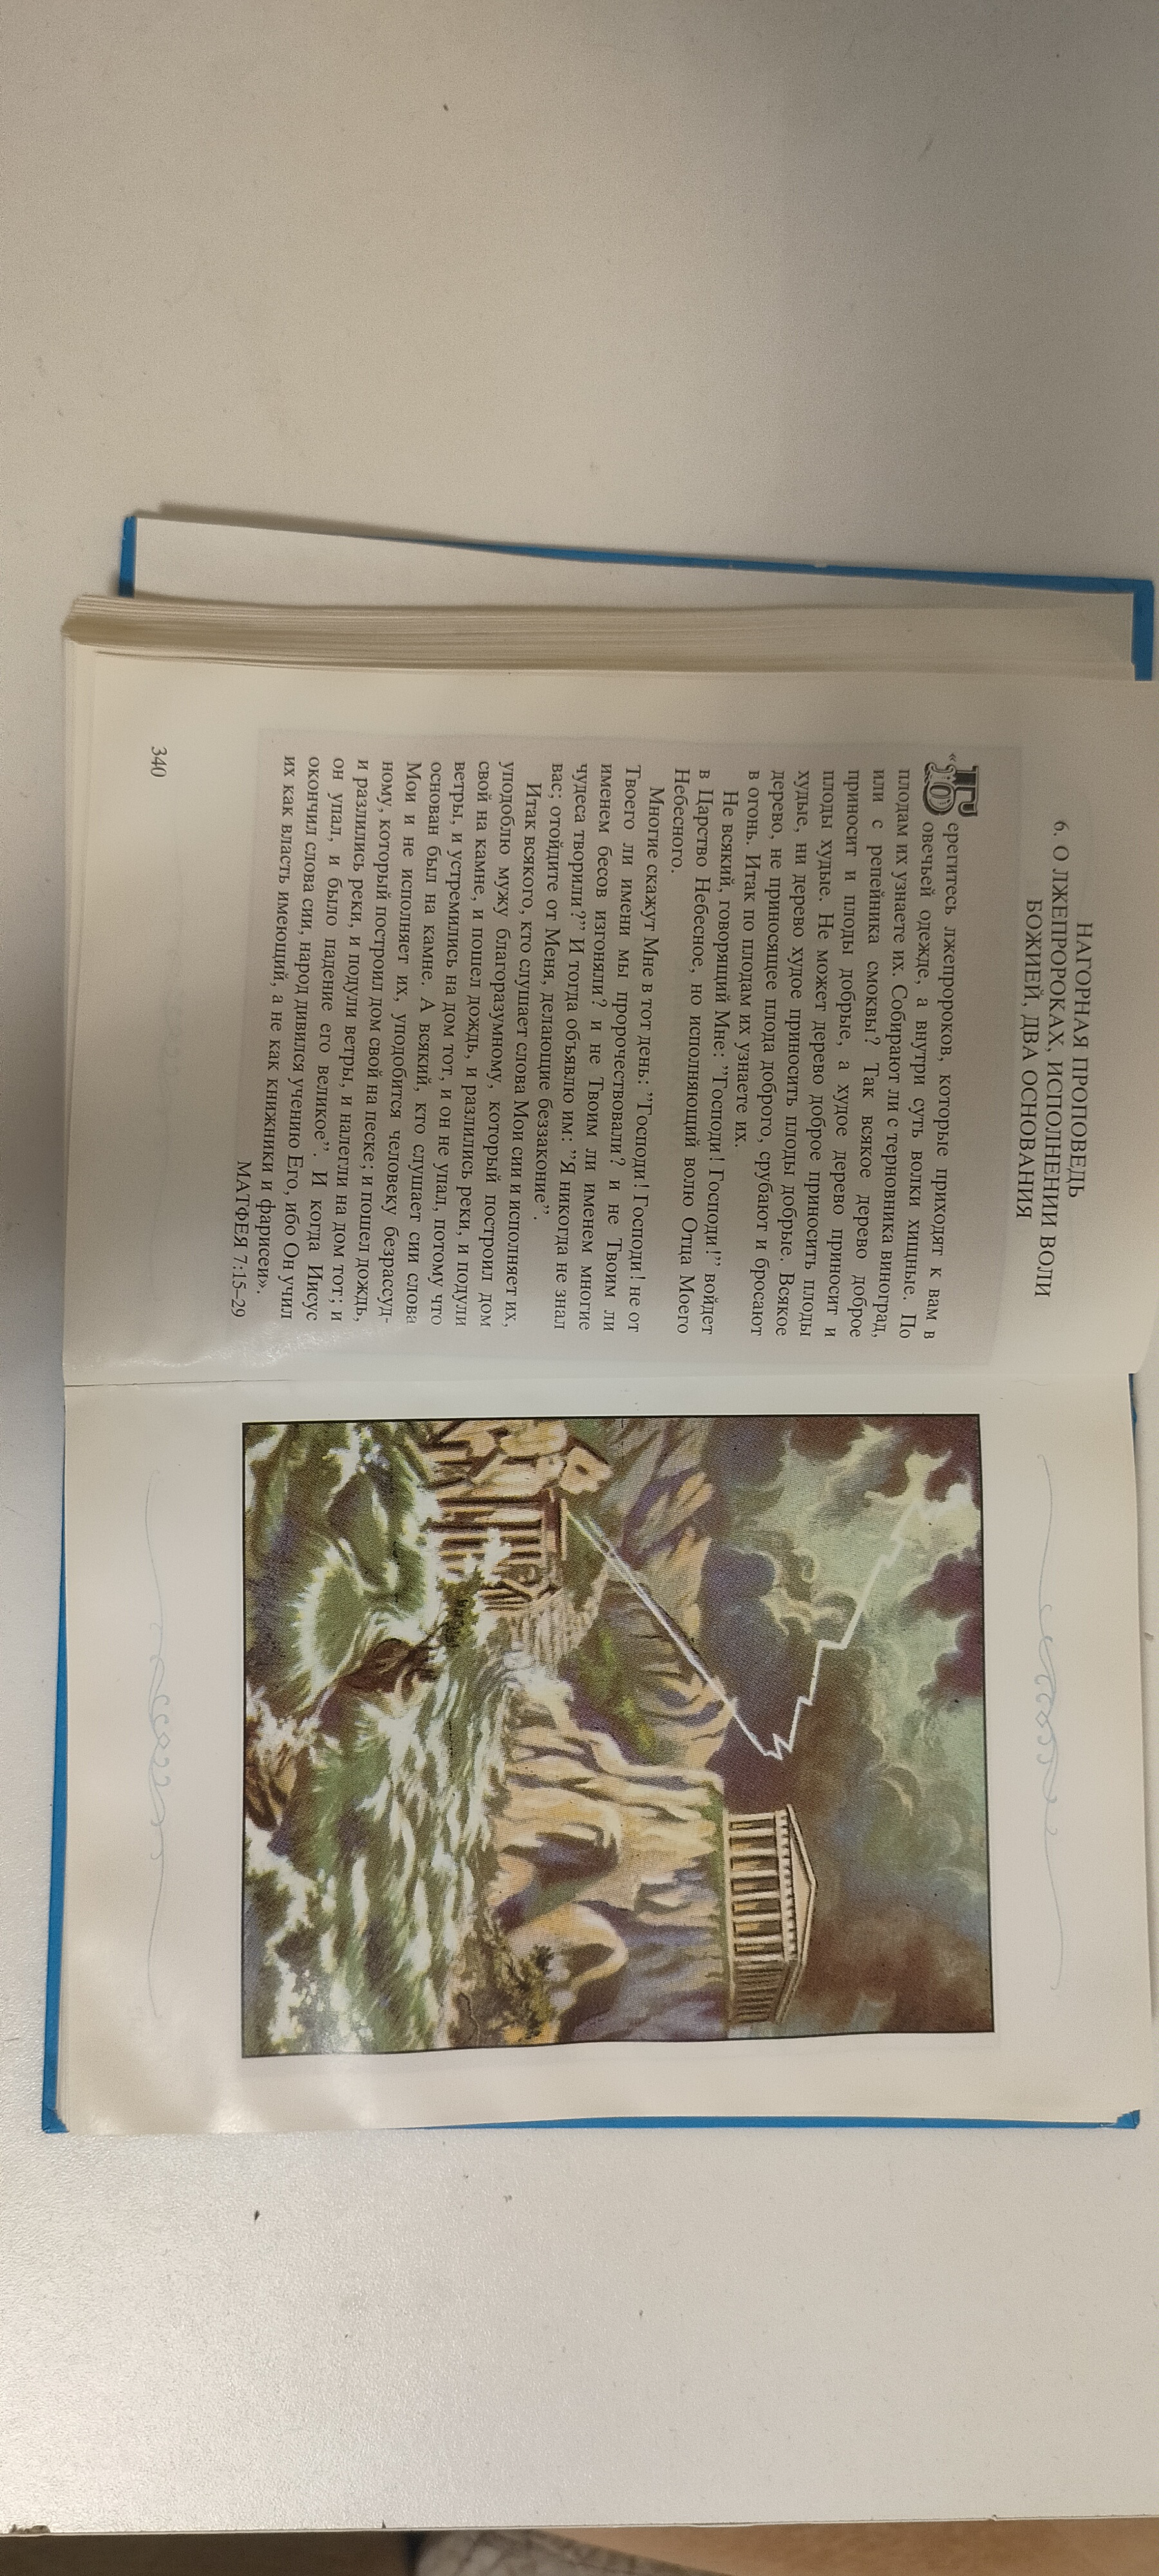 НАГОРНАЯ ПРОПОВЕДЬ
6. О ЛЖЕПРОРОКАХ, ИСПОЛНЕНИИ ВОЛИ
БОЖИЕЙ, ДВА ОСНОВАНИЯ
«Берегитесь лжепророков, которые приходят к вам в
овечьей одежде, а внутри суть волки хищные. По
плодам их узнаете их. Собирают ли с терновника виноград,
или с репейника смоквы? Так всякое дерево доброе
приносит и плоды добрые, а худое дерево приносит и
плоды худые. Не может дерево доброе приносить плоды
худые, ни дерево худое приносить плоды добрые. Всякое
дерево, не приносящее плода доброго, срубают и бросают
в огонь. Итак по плодам их узнаете их.
Не всякий, говорящий Мне: ”Господи! Господи!” войдет
в Царство Небесное, но исполняющий волю Отца Моего
Небесного.
Многие скажут Мне в тот день: ”Господи! Господи! не от
Твоего ли имени мы пророчествовали? и не Твоим ли
именем бесов изгоняли? и не Твоим ли именем многие
чудеса творили?” И тогда объявлю им: ”Я никогда не знал
вас; отойдите от Меня, делающие беззаконие”.
Итак всякого, кто слушает слова Мои сии и исполняет их,
уподоблю мужу благоразумному, который построил дом
свой на камне, и пошел дождь, и разлились реки, и подули
ветры, и устремились на дом тот, и он не упал, потому что
основан был на камне. А всякий, кто слушает сии слова
Мои и не исполняет их, уподобится человеку безрассуд-
ному, который построил дом свой на песке; и пошел дождь,
и разлились реки, и подули ветры, и налегли на дом тот; и
он упал, и было падение его великое”. И когда Иисус
окончил слова сии, народ дивился учению Его, ибо Он учил
их как власть имеющий, а не как книжники и фарисеи».
МАТФЕЯ 7:15–29
340